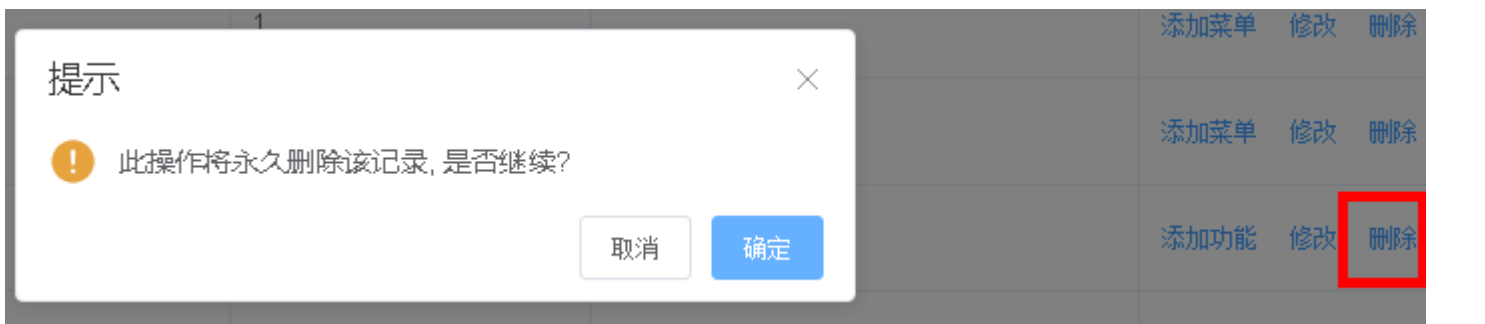 1
添加菜单 修改 删除
提示
添加菜单 修改 删除
此操作将永久删除该记录, 是否继续?
添加功能 修改 删除
取消 确定